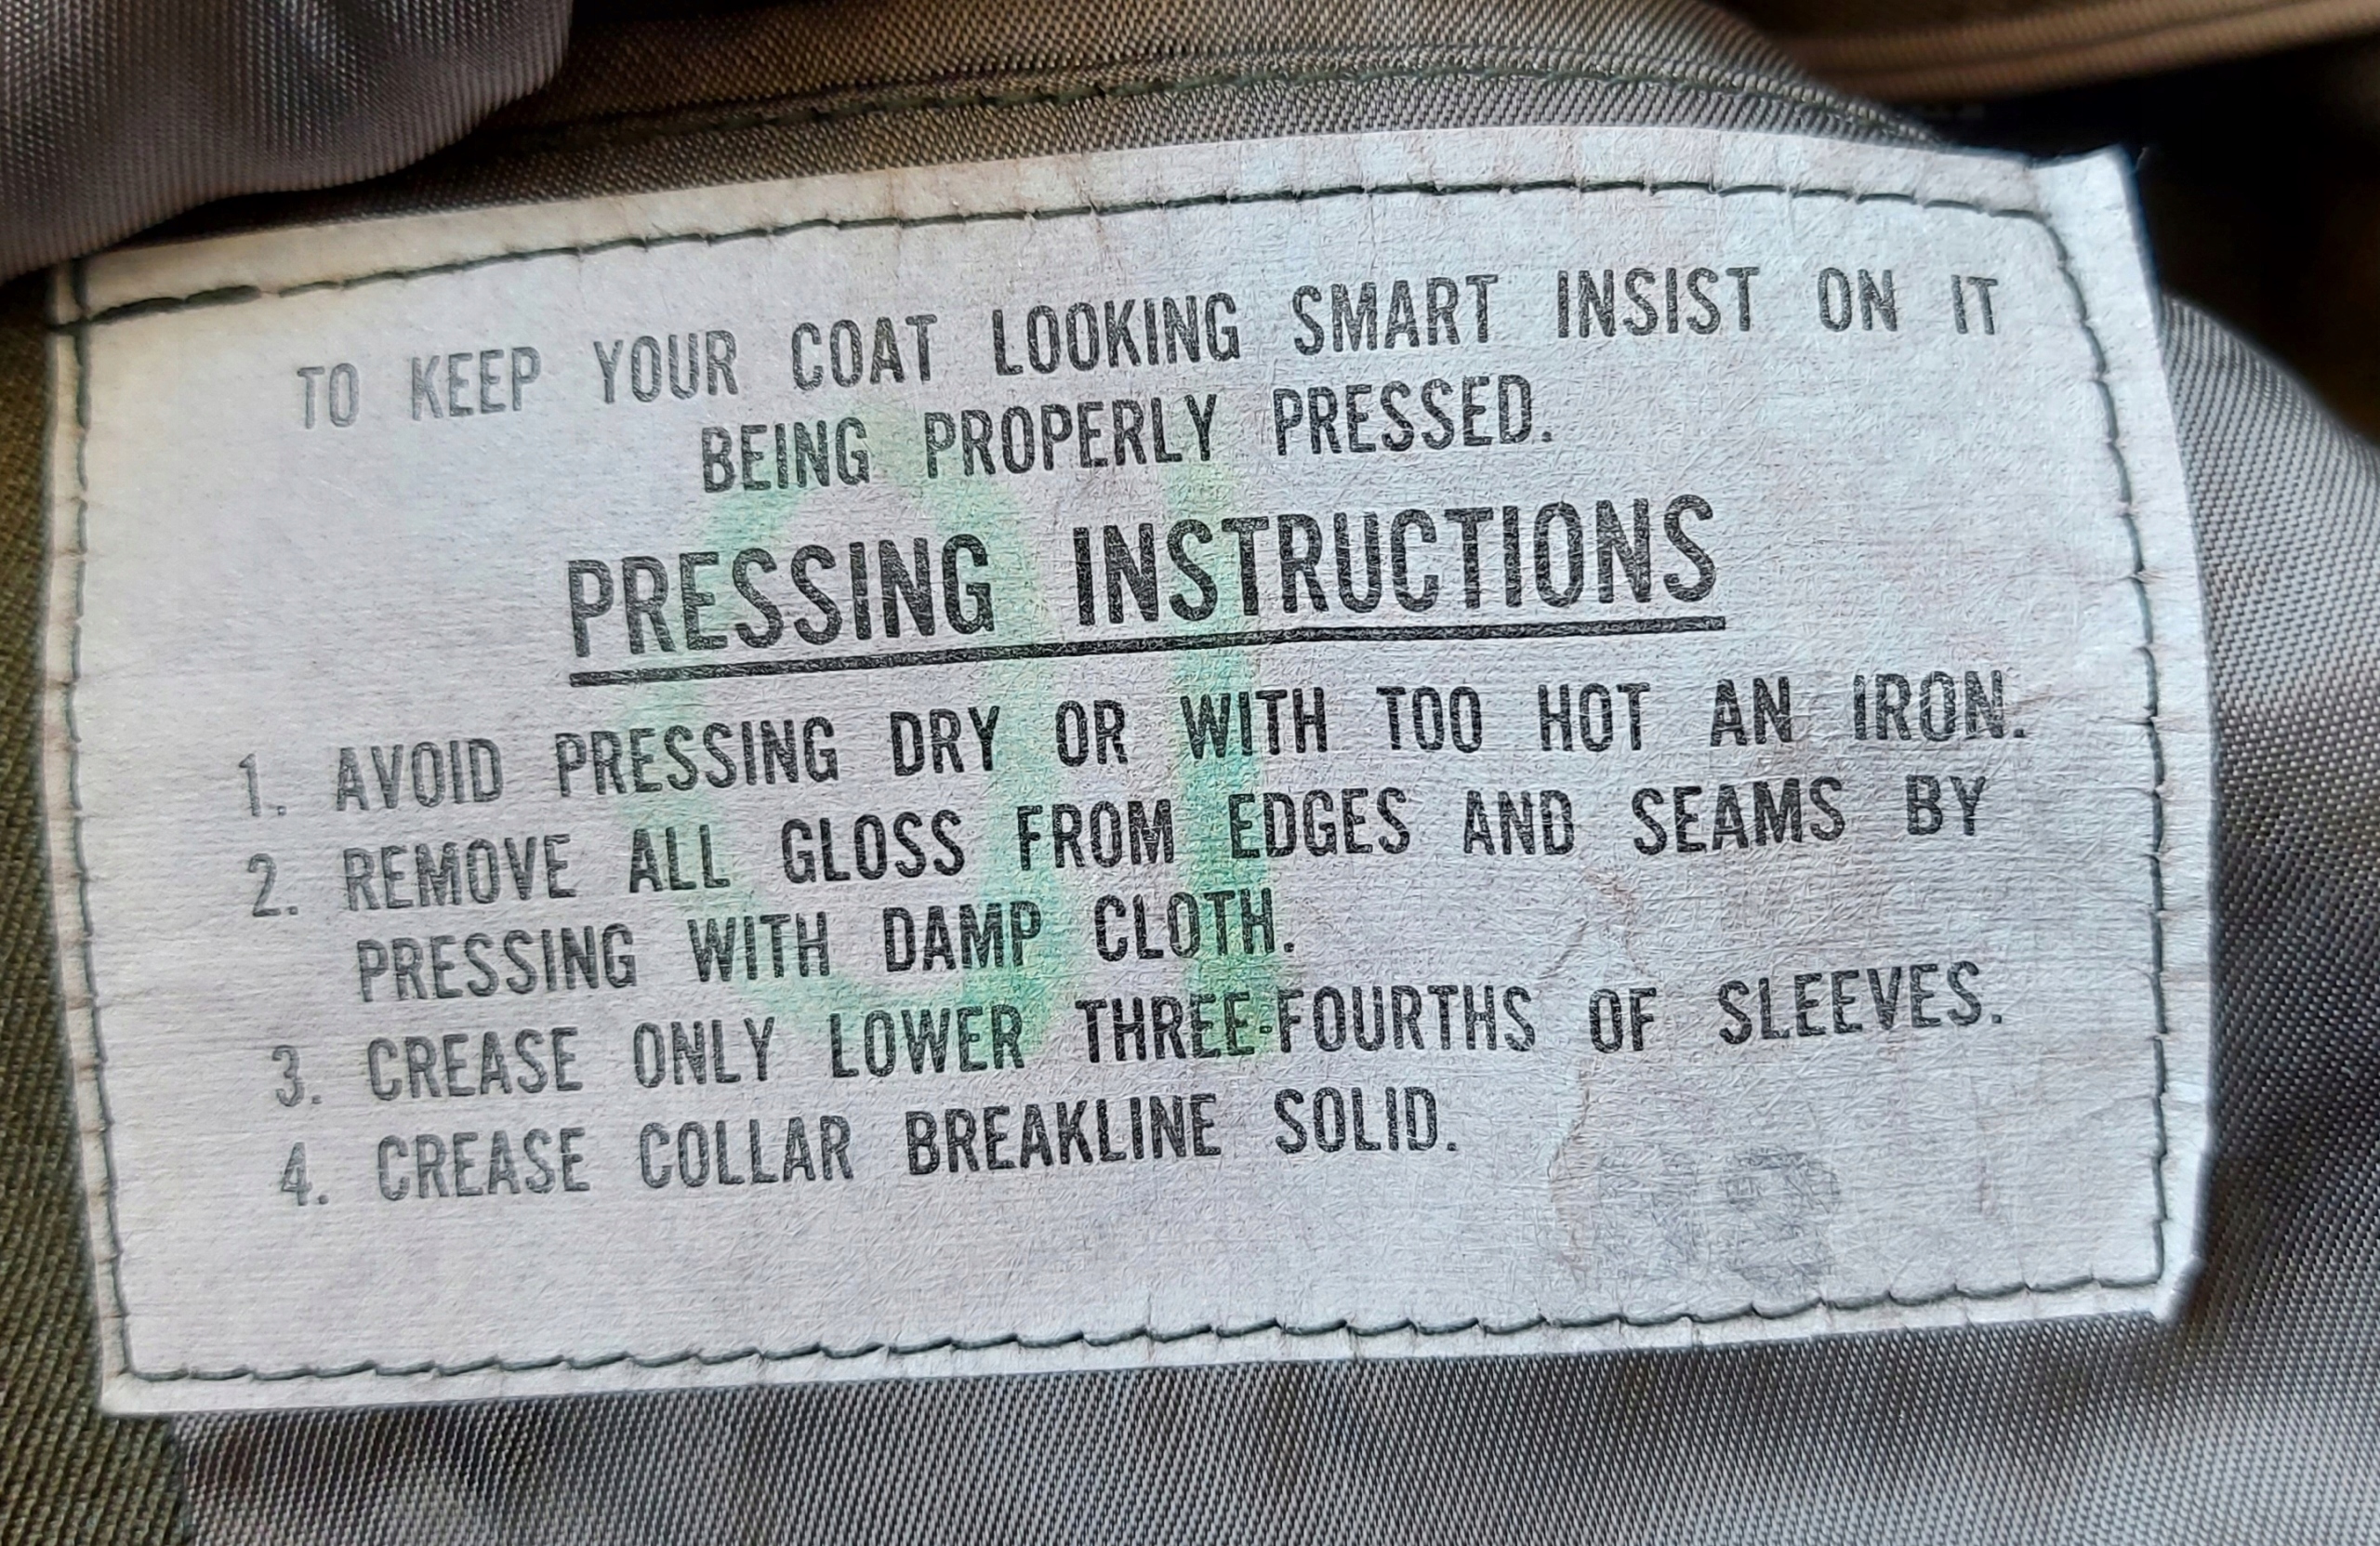 TO KEEP YOUR COAT LOOKING SMART INSIST ON IT
BEING PROPERLY PRESSED.
PRESSING INSTRUCTIONS
1. AVOID PRESSING DRY OR WITH TOO HOT AN IRON.
2. REMOVE ALL GLOSS FROM EDGES AND SEAMS BY
PRESSING WITH DAMP CLOTH.
3. CREASE ONLY LOWER THREE-FOURTHS OF SLEEVES.
4. CREASE COLLAR BREAKLINE SOLID.